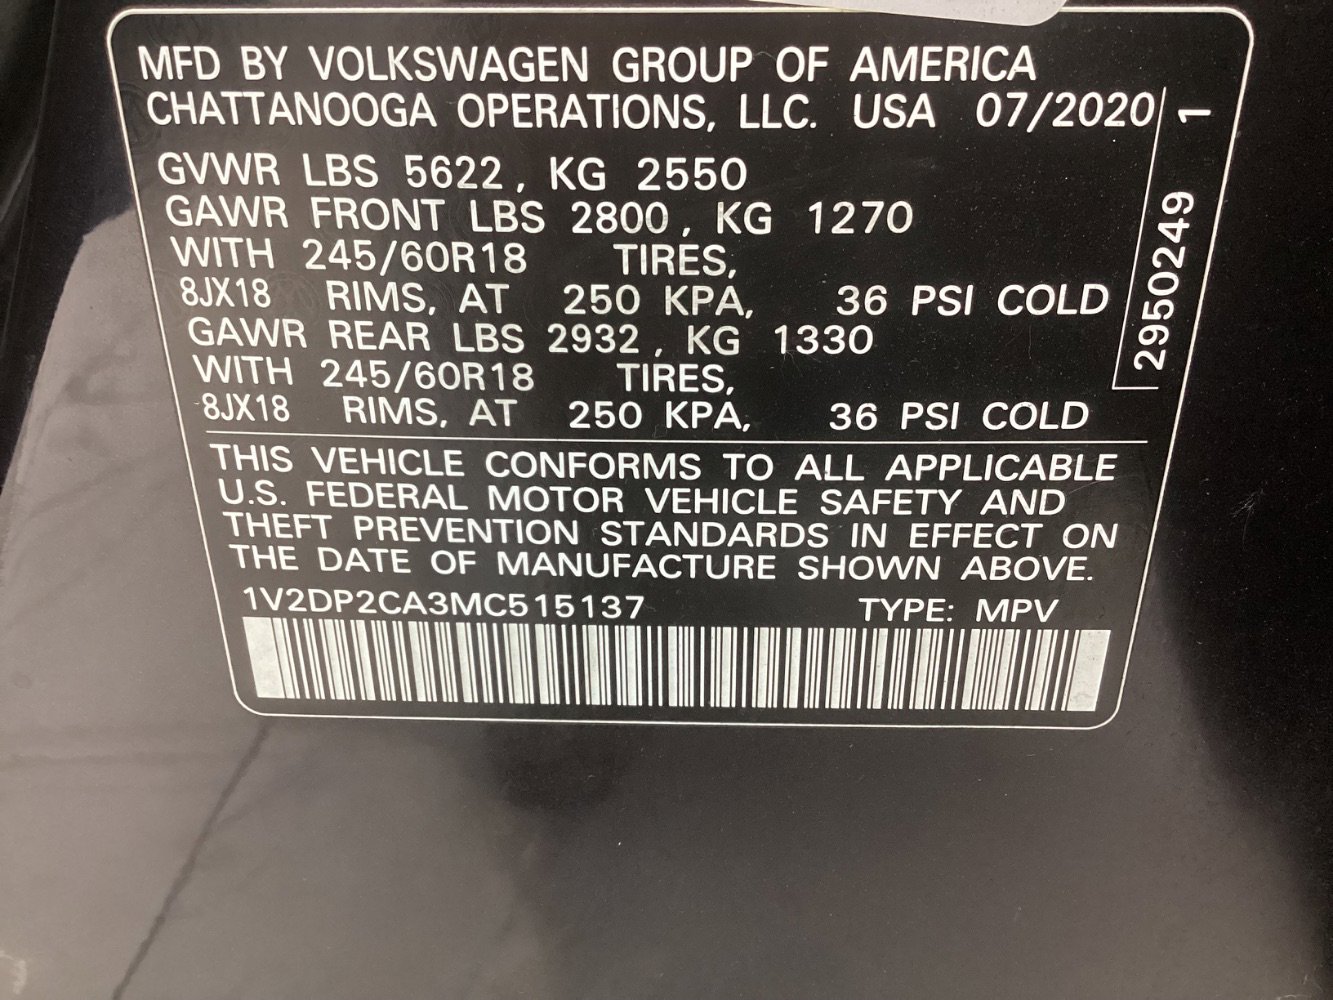 MFD BY VOLKSWAGEN GROUP OF AMERICA
CHATTANOOGA OPERATIONS, LLC. USA 07/2020
GVWR LBS 5622, KG 2550
GAWR FRONT LBS 2800, KG 1270
WITH 245/60R18 TIRES,
8JX18 RIMS, AT 250 KPA, 36 PSI COLD
GAWR REAR LBS 2932, KG 1330
WITH 245/60R18 TIRES,
8JX18 RIMS, AT 250 KPA, 36 PSI COLD
2950249 1
THIS VEHICLE CONFORMS TO ALL APPLICABLE
U.S. FEDERAL MOTOR VEHICLE SAFETY AND
THEFT PREVENTION STANDARDS IN EFFECT ON
THE DATE OF MANUFACTURE SHOWN ABOVE.
1V2DP2CA3MC515137 TYPE: MPV